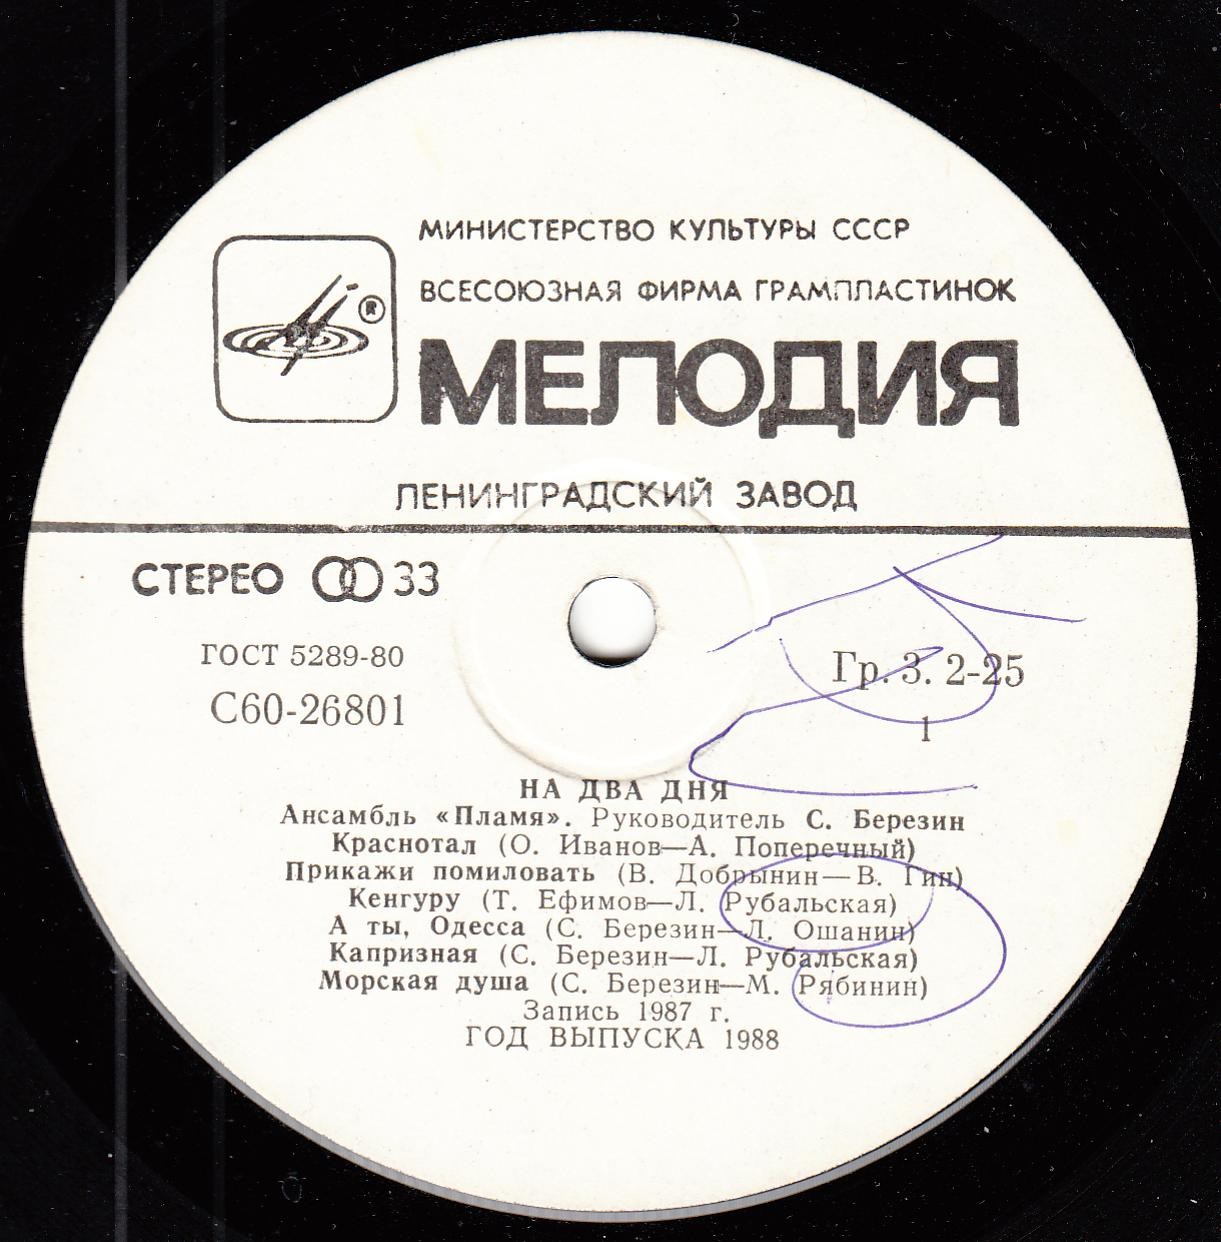 МИНИСТЕРСТВО КУЛЬТУРЫ СССР
ВСЕСОЮЗНАЯ ФИРМА ГРАМПЛАСТИНОК
®
МЕЛОДИЯ
ЛЕНИНГРАДСКИЙ ЗАВОД
СТЕРЕО 33
ГОСТ 5289-80
Гр. 3. 2-25
С60-26801
1
НА ДВА ДНЯ
Ансамбль «Пламя». Руководитель С. Березин
Краснотал (О. Иванов—А. Поперечный)
Прикажи помиловать (В. Добрынин—В. Гин)
Кенгуру (Т. Ефимов—Л. Рубальская)
А ты, Одесса (С. Березин—Л. Ошанин)
Капризная (С. Березин—Л. Рубальская)
Морская душа (С. Березин—М. Рябинин)
Запись 1987 г.
ГОД ВЫПУСКА 1988